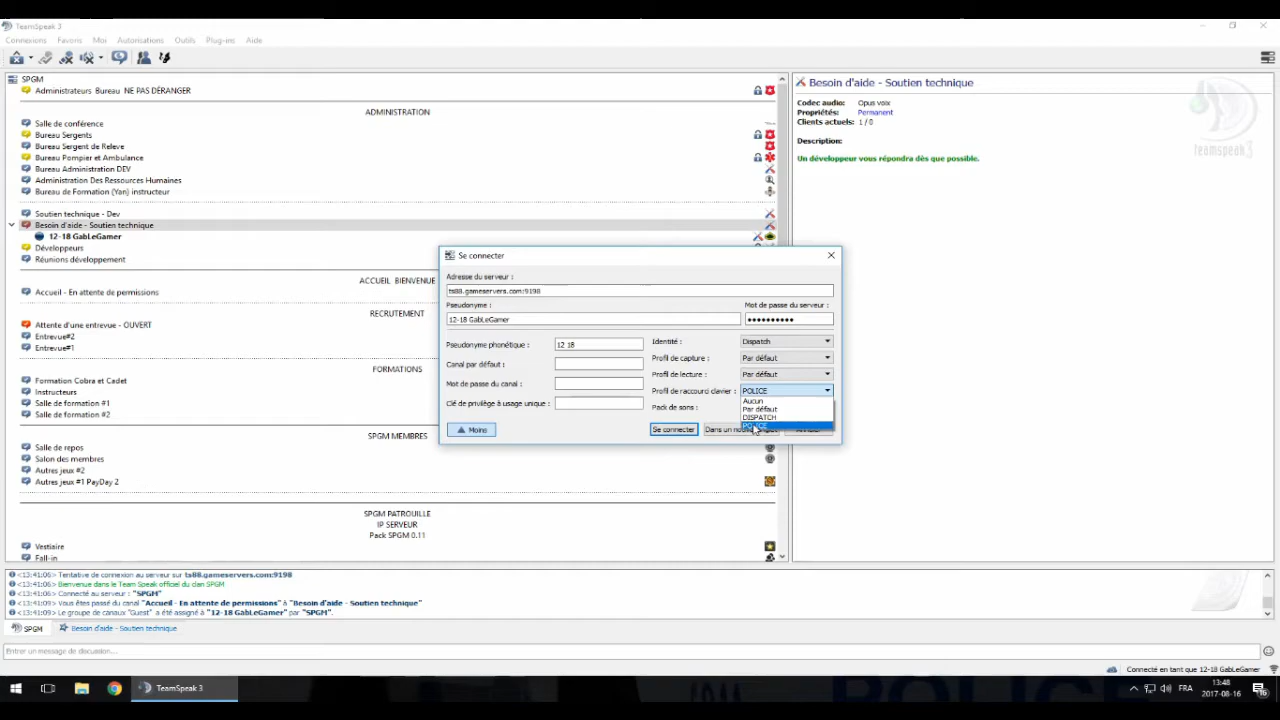 TeamSpeak 3
Connexions Favoris Moi Autorisations Outils Plug-ins Aide
SPGM
Administrateurs Bureau NE PAS DÉRANGER
ADMINISTRATION
Salle de conférence
Bureau Sergents
Bureau Sergent de Releve
Bureau Pompier et Ambulance
Bureau Administration DEV
Administration Des Ressources Humaines
Bureau de Formation (Yan) instructeur
Soutien technique - Dev
Besoin d'aide - Soutien technique
12-18 GabLeGamer
Développeurs
Réunions développement
ACCUEIL BIENVENUE
Accueil - En attente de permissions
RECRUTEMENT
Attente d'une entrevue - OUVERT
Entrevue#2
Entrevue#1
FORMATIONS
Formation Cobra et Cadet
Instructeurs
Salle de formation #1
Salle de formation #2
SPGM MEMBRES
Salle de repos
Salon des membres
Autres jeux #2
Autres jeux #1 PayDay 2
SPGM PATROUILLE
IP SERVEUR
Pack SPGM 0.11
Vestiaire
Fall-in
Besoin d'aide - Soutien technique
Codec audio: Opus voix
Propriétés: Permanent
Clients actuels: 1 / 0
Description:
Un développeur vous répondra dès que possible.
teamspeak3
Se connecter
Adresse du serveur :
ts88.gameservers.com:9198
Pseudonyme : Mot de passe du serveur :
12-18 GabLeGamer ●●●●●●●●●●
Pseudonyme phonétique : 12 18
Canal par défaut :
Mot de passe du canal :
Clé de privilège à usage unique :
Identité : Dispatch
Profil de capture : Par défaut
Profil de lecture : Par défaut
Profil de raccourci clavier : POLICE
Aucun
Par défaut
DISPATCH
POLICE
Pack de sons :
Moins Se connecter Dans un
<13:41:06> Tentative de connexion au serveur sur ts88.gameservers.com:9198
<13:41:06> Bienvenue dans le Team Speak officiel du clan SPGM
<13:41:06> Connecté au serveur : "SPGM"
<13:41:09> Vous êtes passé du canal "Accueil - En attente de permissions" à "Besoin d'aide - Soutien technique"
<13:41:09> Le groupe de canaux "Guest" a été assigné à "12-18 GabLeGamer" par "SPGM".
SPGM Besoin d'aide - Soutien technique
Entrer un message de discussion...
Connecté en tant que 12-18 GabLeGamer
TeamSpeak 3
FRA
13:48
2017-08-16